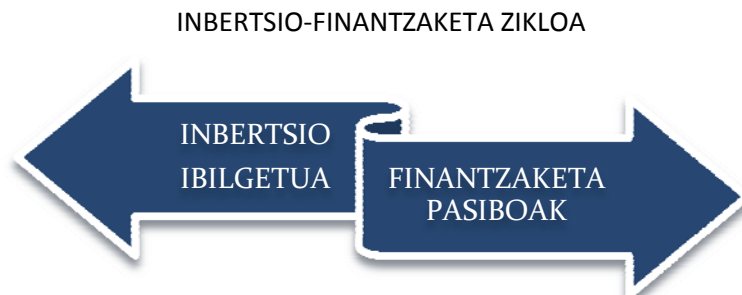 INBERTSIO-FINANTZAKETA ZIKLOA
INBERTSIO
IBILGETUA
FINANTZAKETA
PASIBOAK